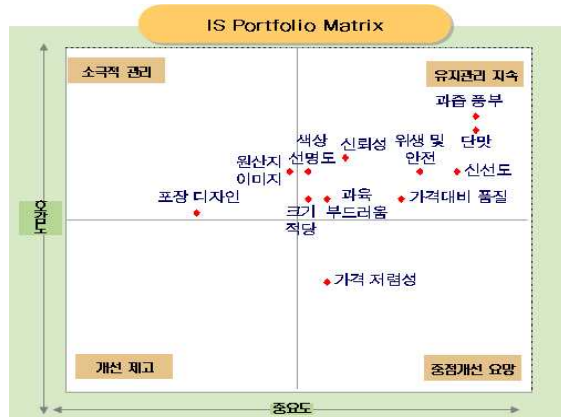 IS Portfolio Matrix
소극적 관리
유지관리 지속
과즙 풍부
단맛
색상
선명도
신뢰성
위생 및
안전
신선도
원산지
이미지
포장 디자인
크기
적당
과육
부드러움
가격대비 품질
호감도
가격 저렴성
개선 제고
중점개선 요망
중요도